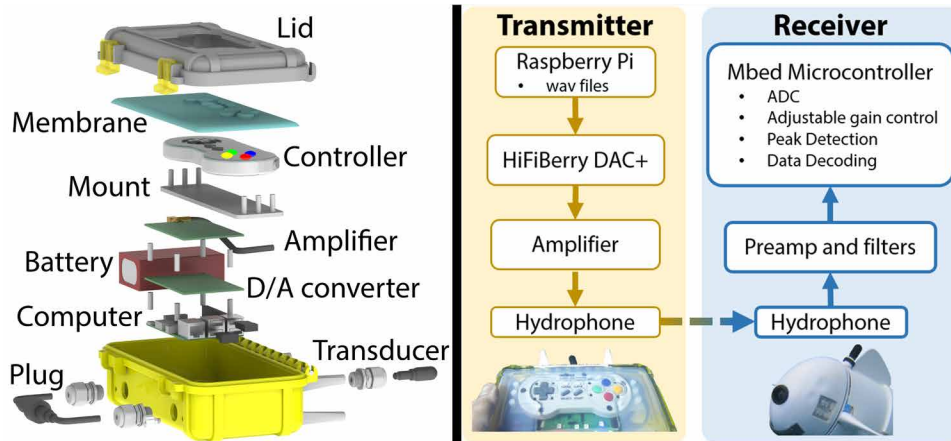 Lid
Membrane
Controller
Mount
Amplifier
Battery
D/A converter
Computer
Transducer
Plug
Transmitter
Raspberry Pi
• wav files
HiFiBerry DAC+
Amplifier
Hydrophone
Receiver
Mbed Microcontroller
• ADC
• Adjustable gain control
• Peak Detection
• Data Decoding
Preamp and filters
Hydrophone